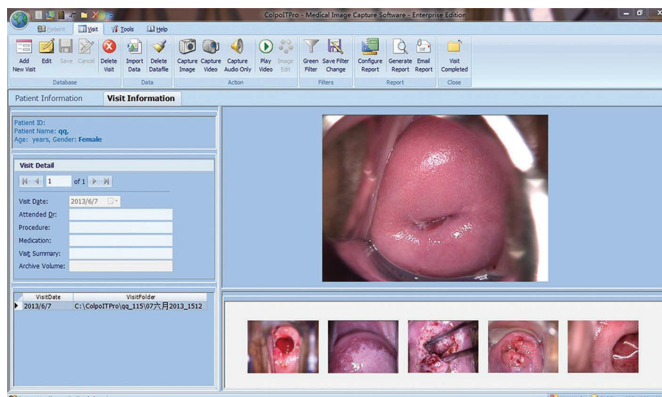 ColpoITPro - Medical Image Capture Software - Enterprise Edition
Patient Visit Tools Help
Add New Visit
Edit
Save
Cancel
Delete Visit
Import Data
Delete Datafile
Capture Image
Capture Video
Capture Audio Only
Play Video
Image Edit
Green Filter
Save Filter Change
Configure Report
Generate Report
Email Report
Visit Completed
Database Data Action Filters Report Close
Patient Information Visit Information
Patient ID:
Patient Name: qq,
Age: years, Gender: Female
Visit Detail
1 of 1
Visit Date: 2013/6/7
Attended Dr:
Procedure:
Medication:
Visit Summary:
Archive Volume:
VisitDate VisitFolder
2013/6/7 C:\ColpoITPro\qq_115\07六月2013_1512